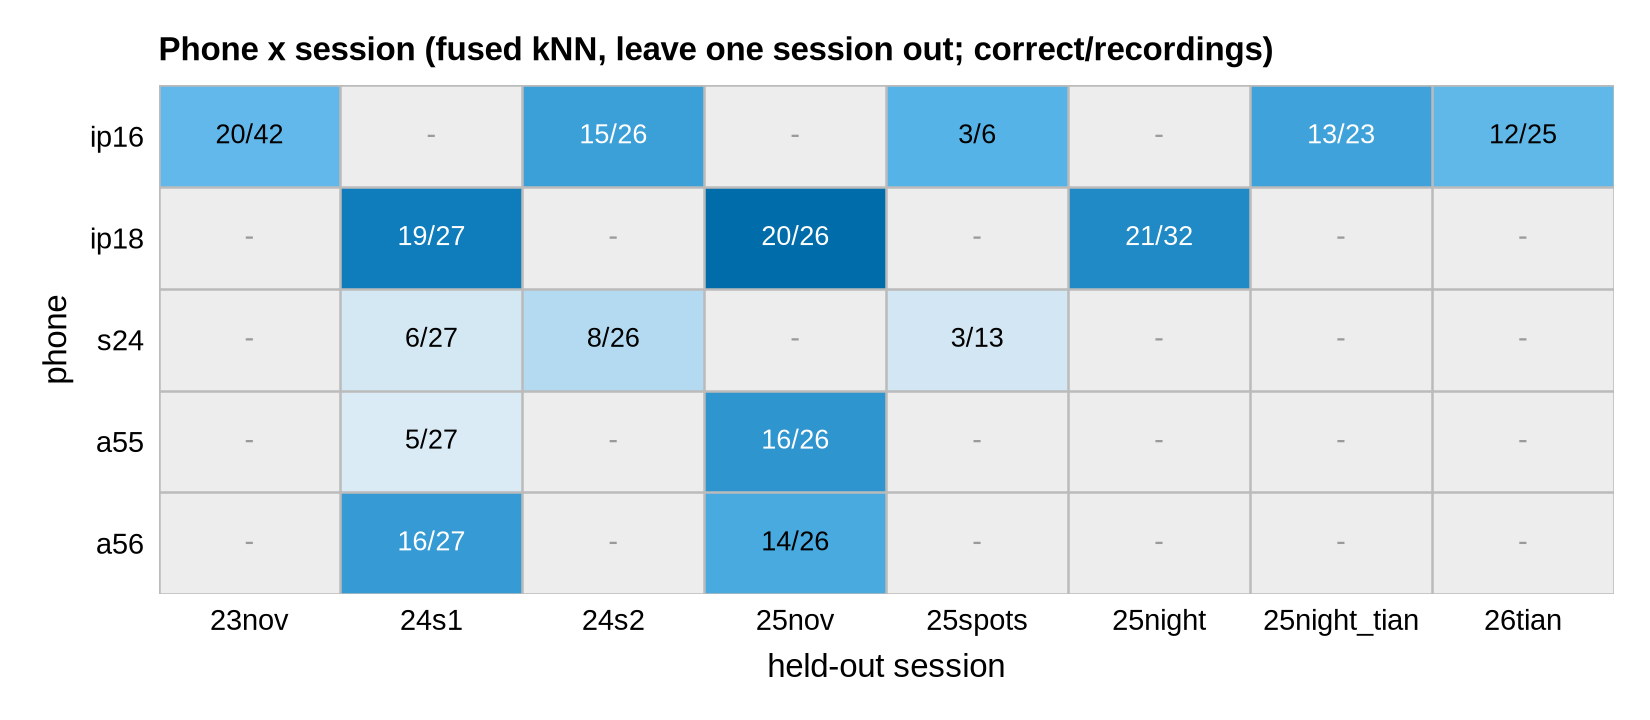 Phone x session (fused kNN, leave one session out; correct/recordings)
phone
ip16 20/42 - 15/26 - 3/6 - 13/23 12/25
ip18 - 19/27 - 20/26 - 21/32 - -
s24 - 6/27 8/26 - 3/13 - - -
a55 - 5/27 - 16/26 - - - -
a56 - 16/27 - 14/26 - - - -
23nov 24s1 24s2 25nov 25spots 25night 25night_tian 26tian
held-out session